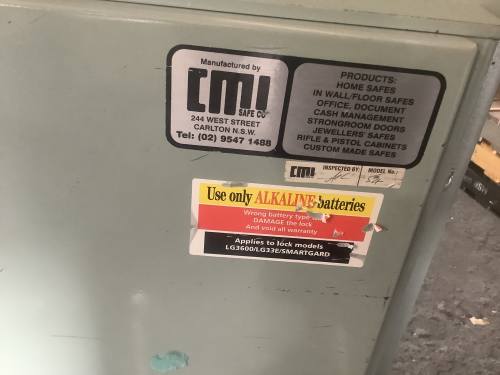 Manufactured by
CMI
SAFE CO
244 WEST STREET
CARLTON N.S.W.
Tel: (02) 9547 1488
PRODUCTS:
HOME SAFES
IN WALL/FLOOR SAFES
OFFICE, DOCUMENT
CASH MANAGEMENT
STRONGROOM DOORS
JEWELLERS' SAFES
RIFLE & PISTOL CABINETS
CUSTOM MADE SAFES
CMI
INSPECTED BY:
MODEL No.:
Use only ALKALINE batteries
Wrong battery type
DAMAGE the lock
And void all warranty
Applies to lock models
LG3600/LG33E/SMARTGARD